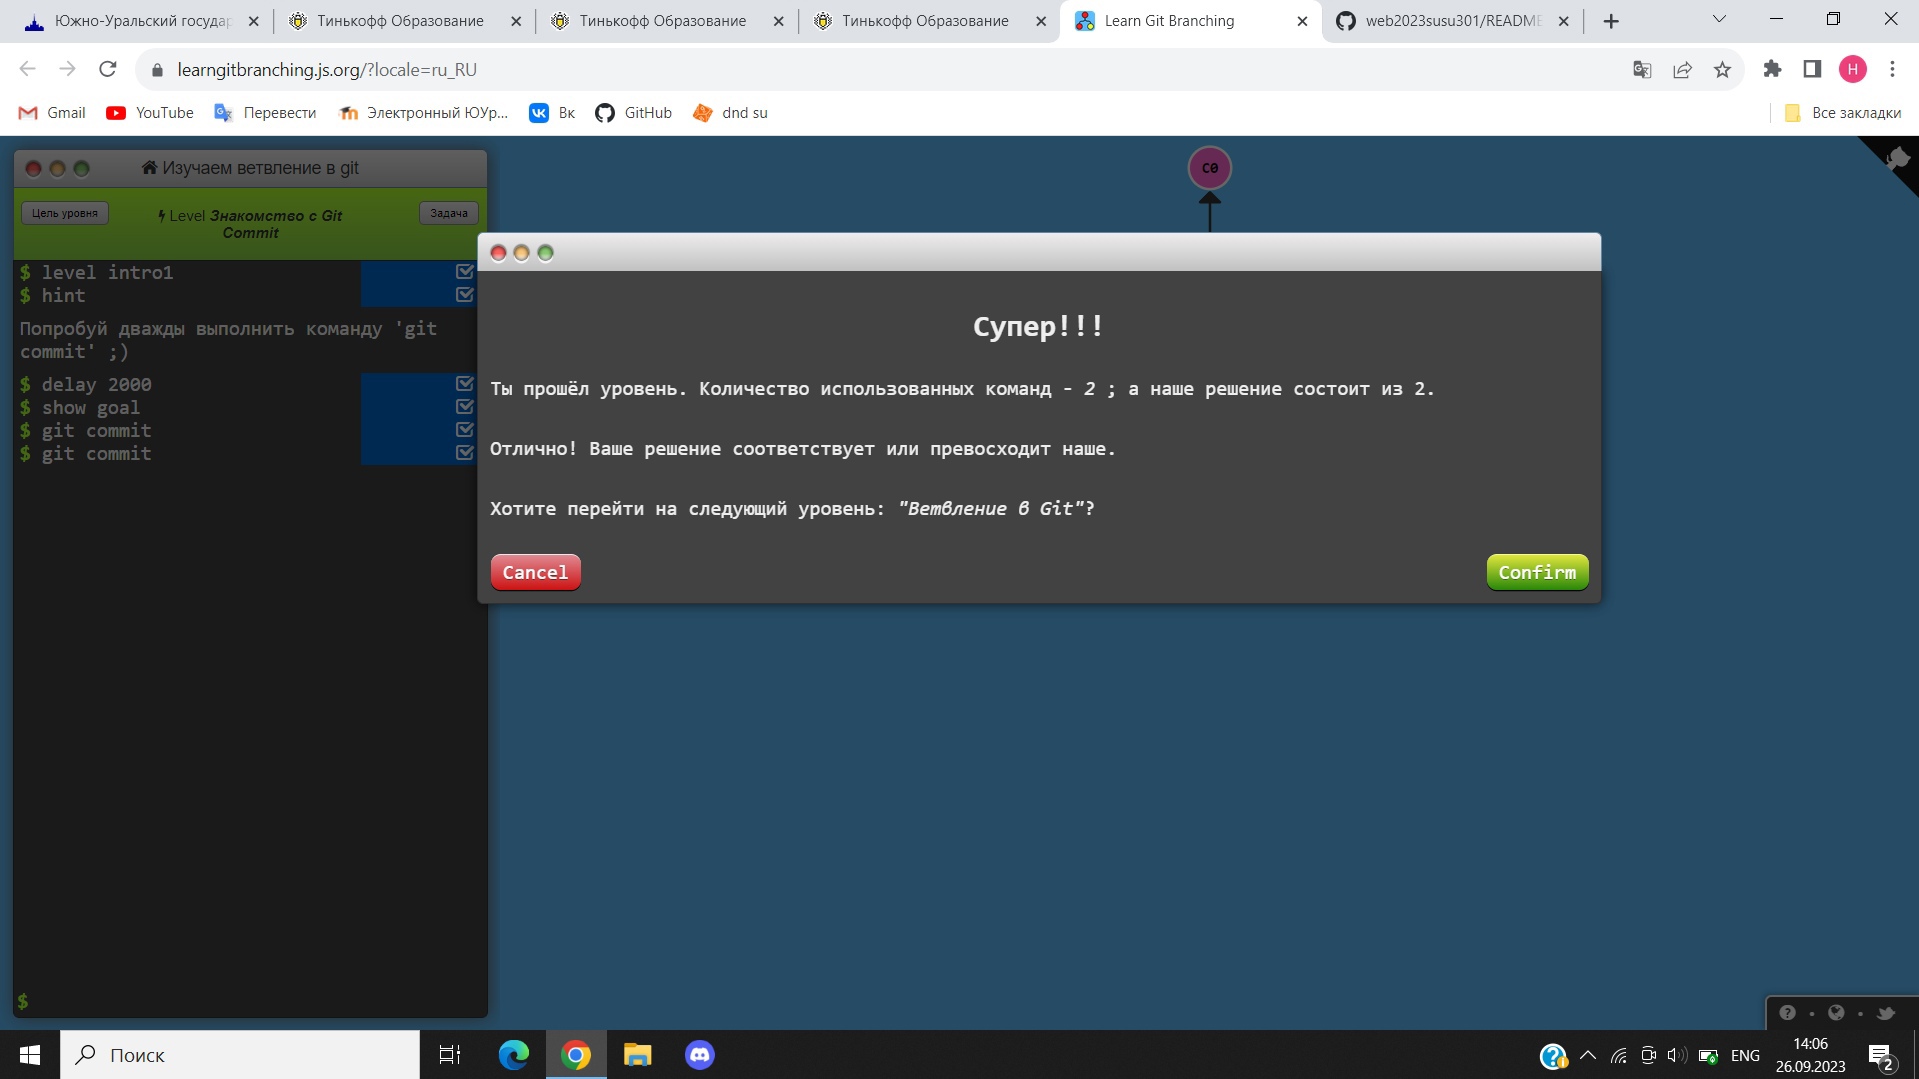 Южно-Уральский государ
Тинькофф Образование
Тинькофф Образование
Тинькофф Образование
Learn Git Branching
web2023susu301/README
learngitbranching.js.org/?locale=ru_RU
H
Gmail
YouTube
Перевести
Электронный ЮУр...
Вк
GitHub
dnd su
Все закладки
Изучаем ветвление в git
Цель уровня
Level Знакомство с Git
Commit
Задача
C0
$ level intro1
$ hint
Попробуй дважды выполнить команду 'git
commit' ;)
$ delay 2000
$ show goal
$ git commit
$ git commit
$
Супер!!!
Ты прошёл уровень. Количество использованных команд - 2 ; а наше решение состоит из 2.
Отлично! Ваше решение соответствует или превосходит наше.
Хотите перейти на следующий уровень: "Ветвление в Git"?
Cancel
Confirm
Поиск
ENG
14:06
26.09.2023
2